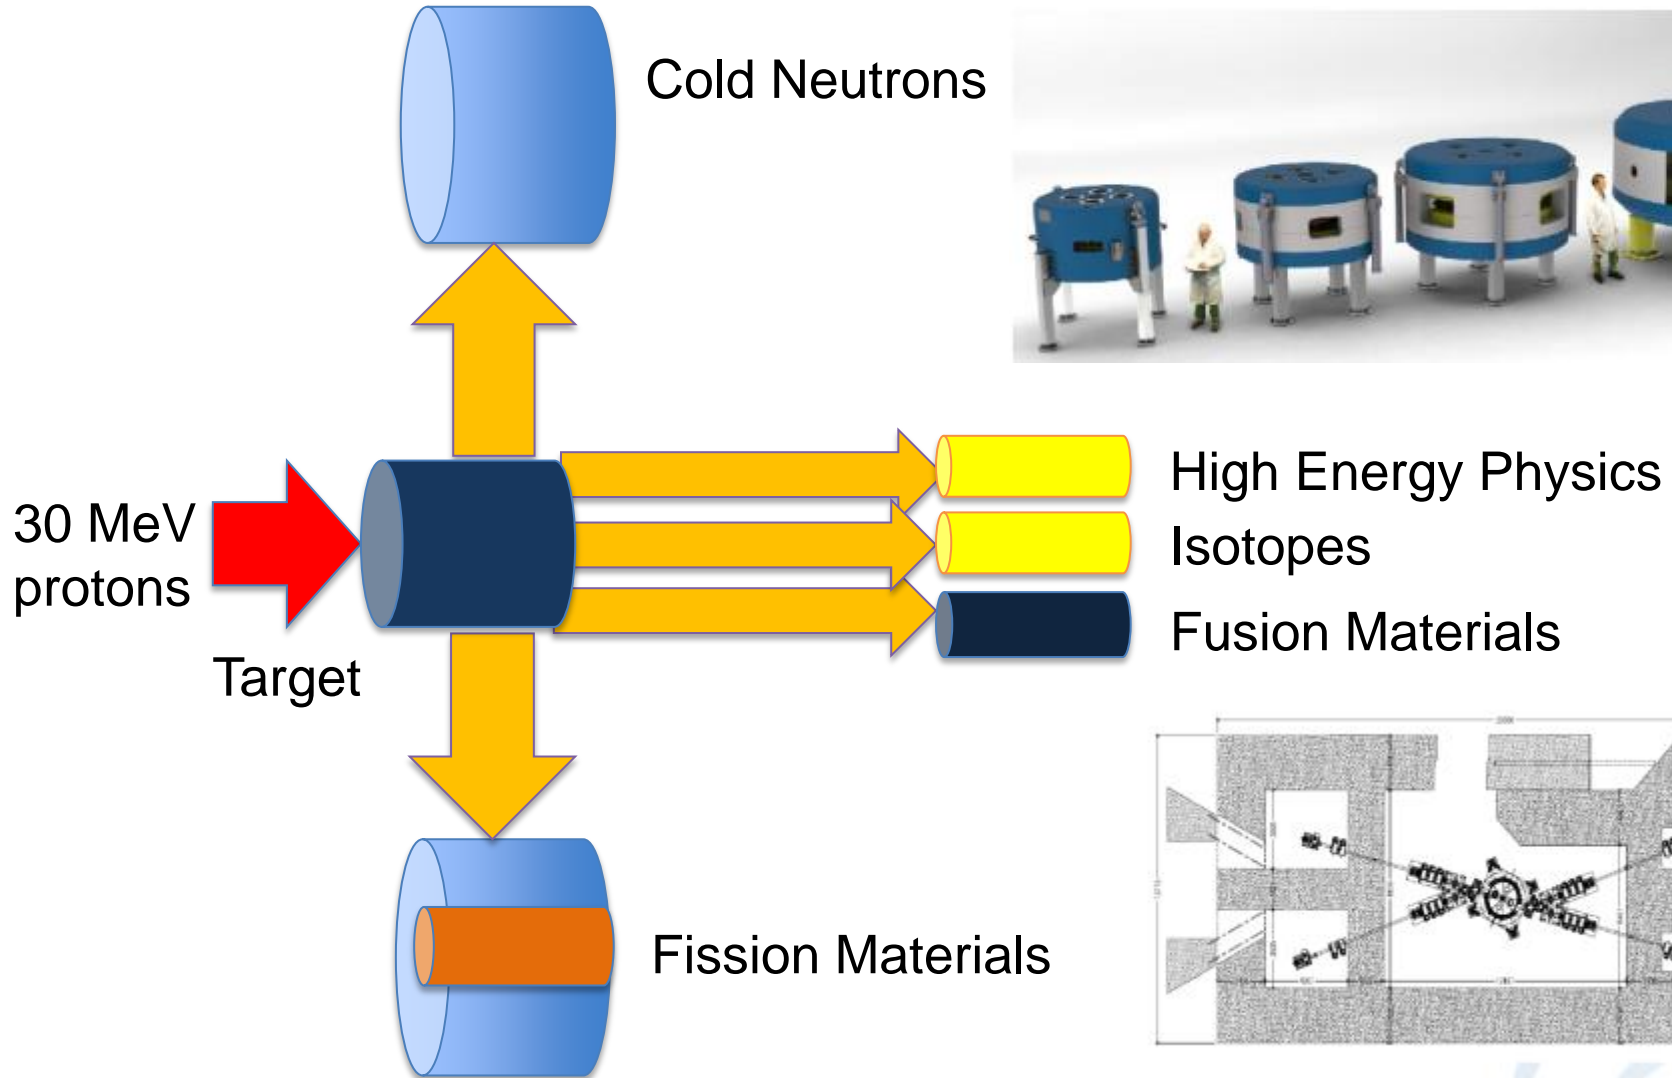 Cold Neutrons
30 MeV
protons
Target
High Energy Physics
Isotopes
Fusion Materials
Fission Materials